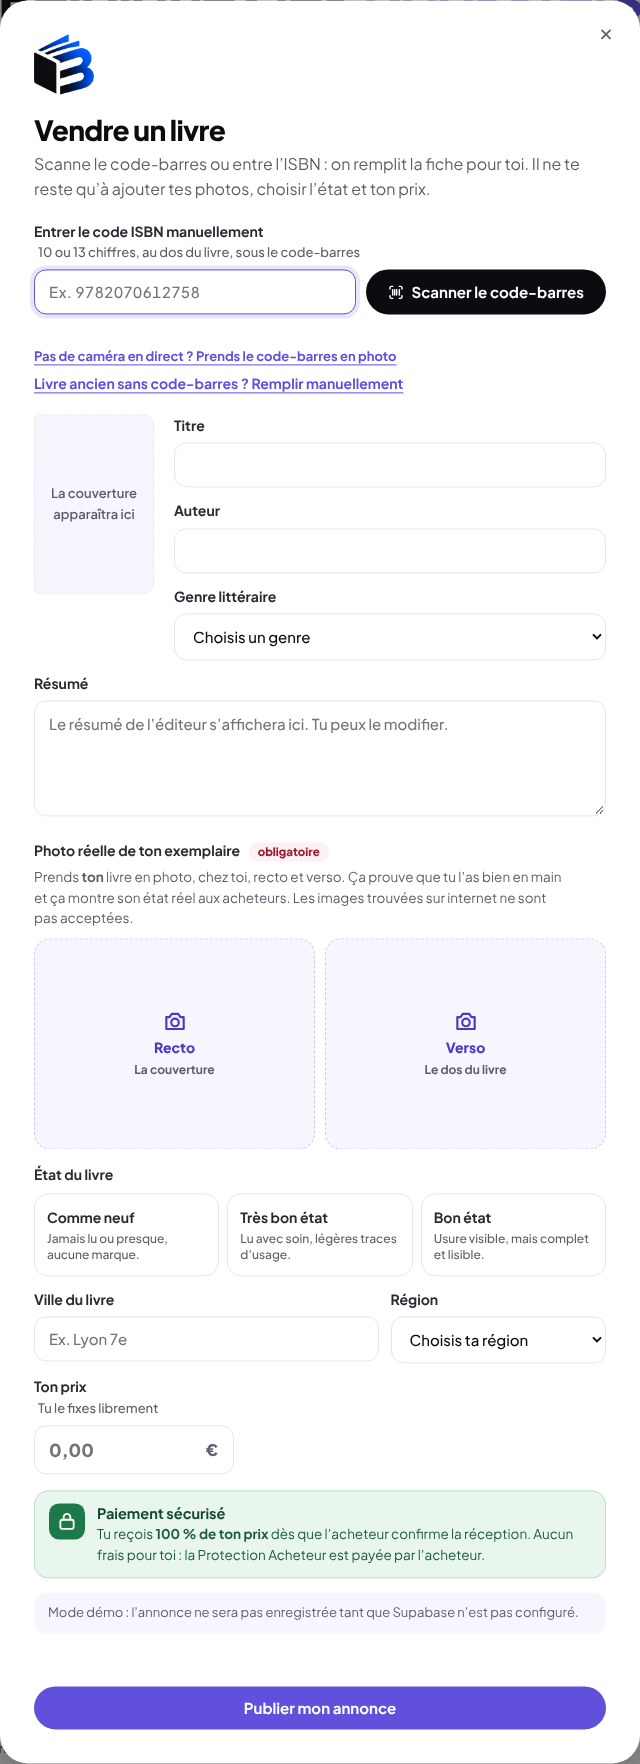 Vendre un livre
Scanne le code-barres ou entre l’ISBN : on remplit la fiche pour toi. Il ne te
reste qu’à ajouter tes photos, choisir l’état et ton prix.
Entrer le code ISBN manuellement
10 ou 13 chiffres, au dos du livre, sous le code-barres
Ex. 9782070612758
Scanner le code-barres
Pas de caméra en direct ? Prends le code-barres en photo
Livre ancien sans code-barres ? Remplir manuellement
La couverture
apparaîtra ici
Titre
Auteur
Genre littéraire
Choisis un genre
Résumé
Le résumé de l’éditeur s’affichera ici. Tu peux le modifier.
Photo réelle de ton exemplaire obligatoire
Prends ton livre en photo, chez toi, recto et verso. Ça prouve que tu l’as bien en main
et ça montre son état réel aux acheteurs. Les images trouvées sur internet ne sont
pas acceptées.
Recto
La couverture
Verso
Le dos du livre
État du livre
Comme neuf
Jamais lu ou presque,
aucune marque.
Très bon état
Lu avec soin, légères traces
d’usage.
Bon état
Usure visible, mais complet
et lisible.
Ville du livre
Ex. Lyon 7e
Région
Choisis ta région
Ton prix
Tu le fixes librement
0,00 €
Paiement sécurisé
Tu reçois 100 % de ton prix dès que l’acheteur confirme la réception. Aucun
frais pour toi : la Protection Acheteur est payée par l’acheteur.
Mode démo : l’annonce ne sera pas enregistrée tant que Supabase n’est pas configuré.
Publier mon annonce